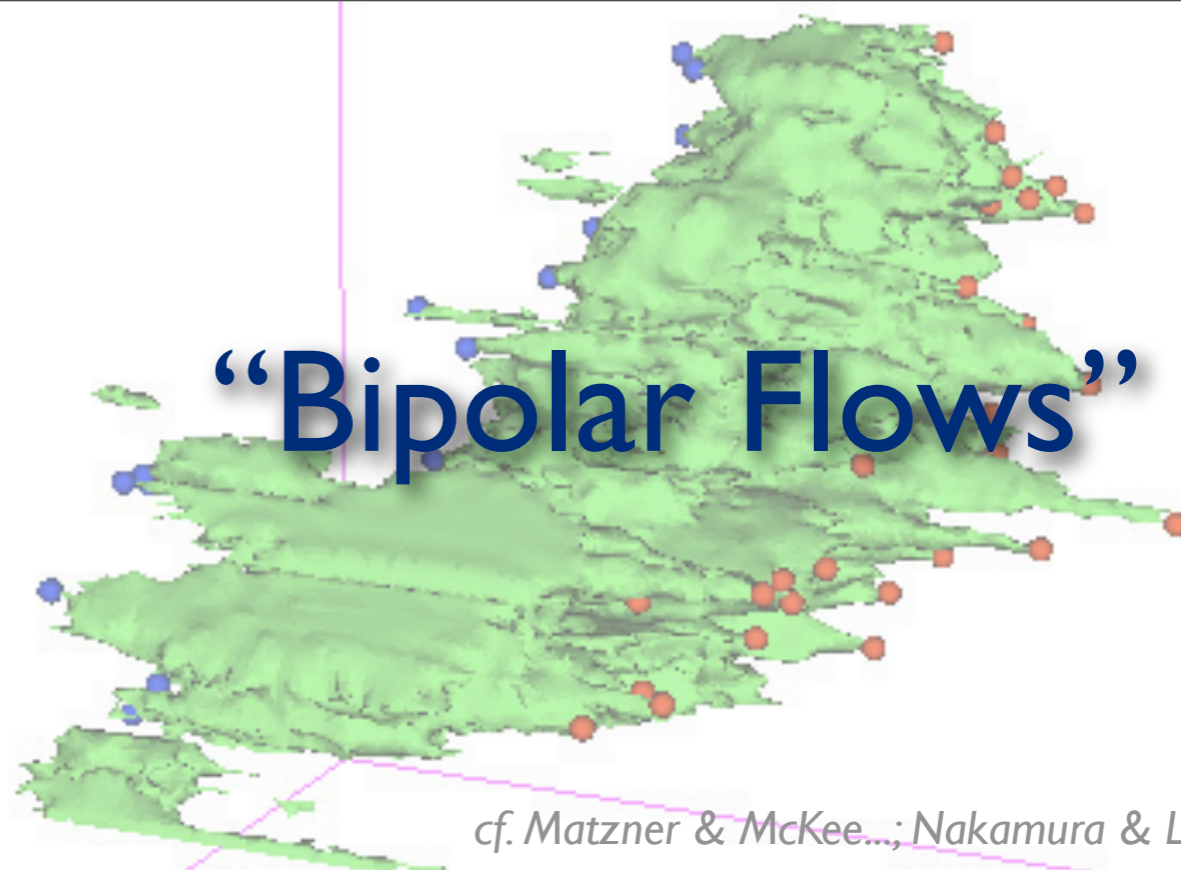 “Bipolar Flows”
cf. Matzner & McKee...; Nakamura & L